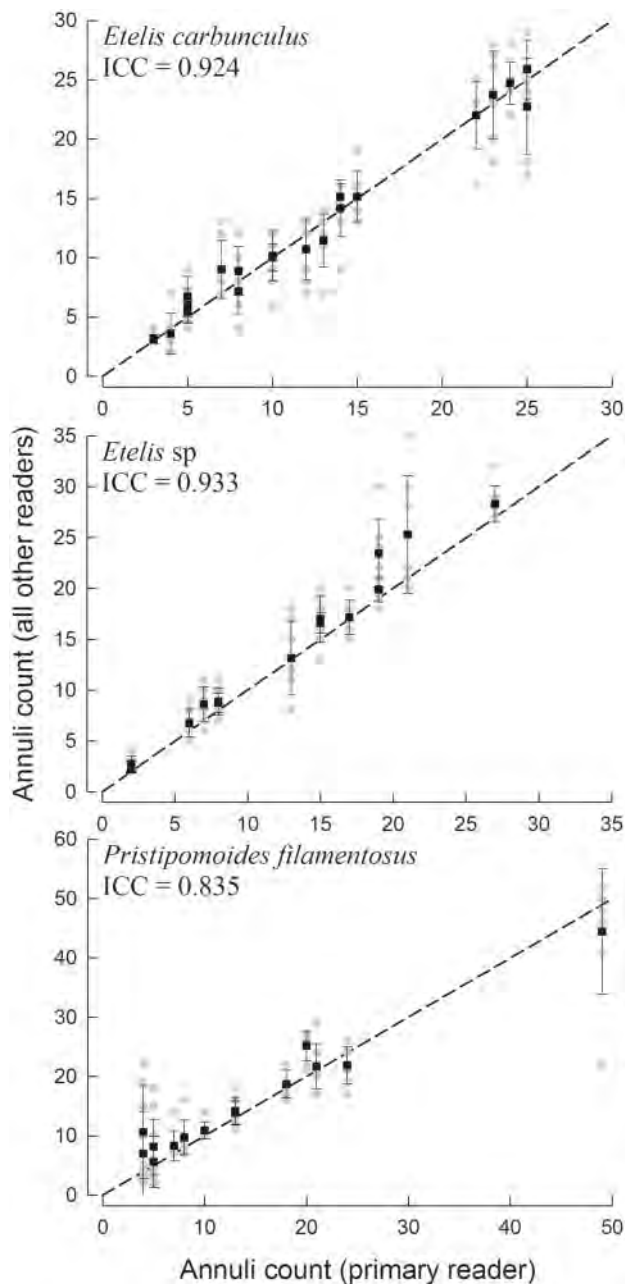 Etelis carbunculus
ICC = 0.924
30
25
20
15
10
5
0
0 5 10 15 20 25 30
Etelis sp
ICC = 0.933
35
30
25
20
15
10
5
0
0 5 10 15 20 25 30 35
Annuli count (all other readers)
Pristipomoides filamentosus
ICC = 0.835
60
50
40
30
20
10
0
0 10 20 30 40 50
Annuli count (primary reader)